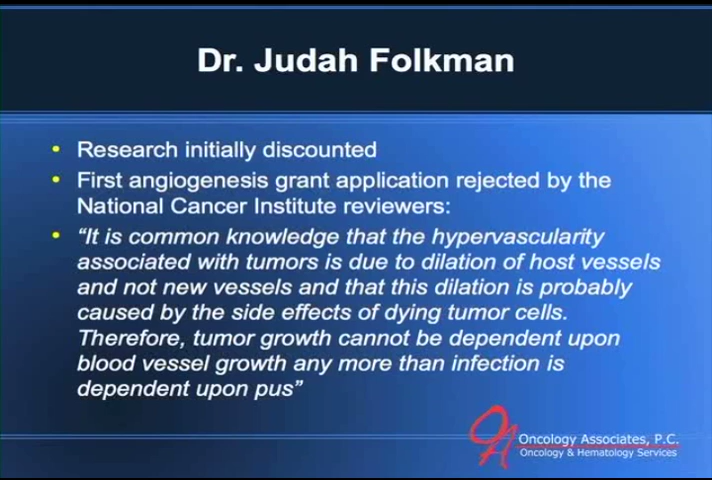 Dr. Judah Folkman
• Research initially discounted
• First angiogenesis grant application rejected by the
National Cancer Institute reviewers:
• “It is common knowledge that the hypervascularity
associated with tumors is due to dilation of host vessels
and not new vessels and that this dilation is probably
caused by the side effects of dying tumor cells.
Therefore, tumor growth cannot be dependent upon
blood vessel growth any more than infection is
dependent upon pus”
OA Oncology Associates, P.C.
Oncology & Hematology Services